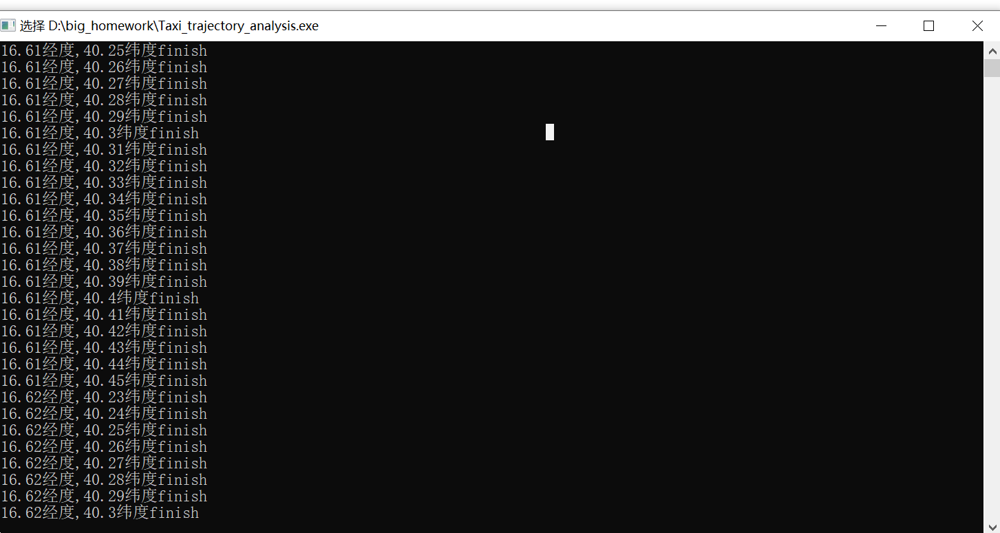 选择 D:\big_homework\Taxi_trajectory_analysis.exe
16.61经度,40.25纬度finish
16.61经度,40.26纬度finish
16.61经度,40.27纬度finish
16.61经度,40.28纬度finish
16.61经度,40.29纬度finish
16.61经度,40.3纬度finish
16.61经度,40.31纬度finish
16.61经度,40.32纬度finish
16.61经度,40.33纬度finish
16.61经度,40.34纬度finish
16.61经度,40.35纬度finish
16.61经度,40.36纬度finish
16.61经度,40.37纬度finish
16.61经度,40.38纬度finish
16.61经度,40.39纬度finish
16.61经度,40.4纬度finish
16.61经度,40.41纬度finish
16.61经度,40.42纬度finish
16.61经度,40.43纬度finish
16.61经度,40.44纬度finish
16.61经度,40.45纬度finish
16.62经度,40.23纬度finish
16.62经度,40.24纬度finish
16.62经度,40.25纬度finish
16.62经度,40.26纬度finish
16.62经度,40.27纬度finish
16.62经度,40.28纬度finish
16.62经度,40.29纬度finish
16.62经度,40.3纬度finish